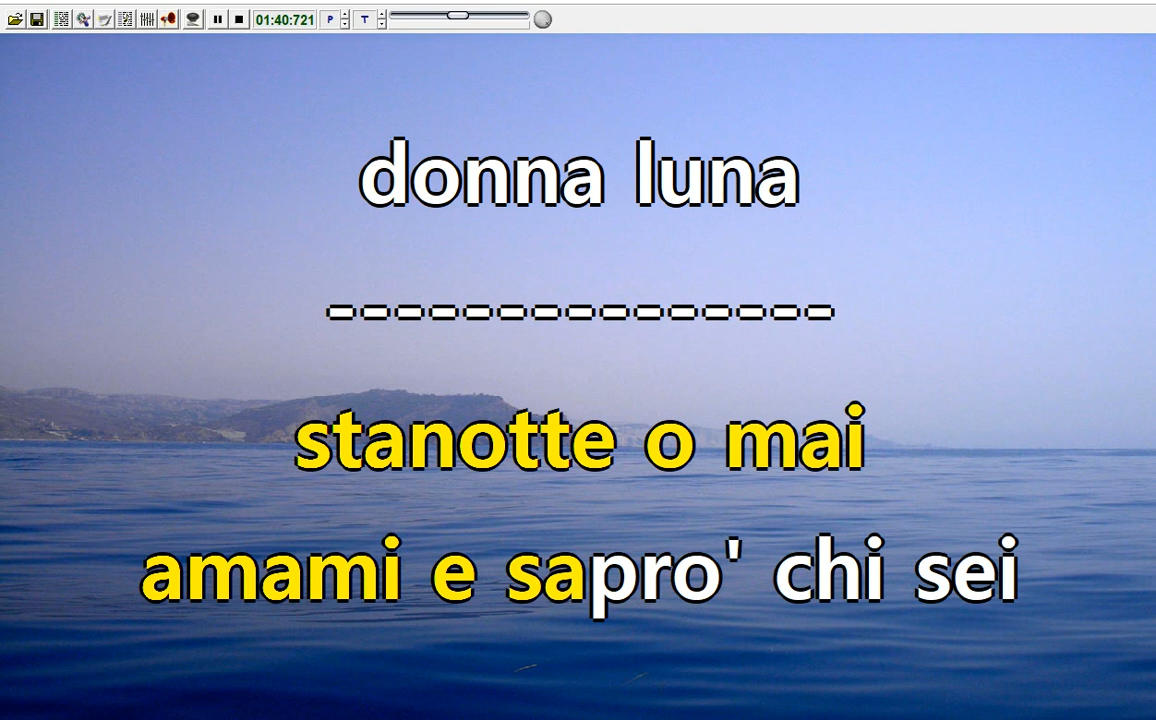 01:40:721 P T
donna luna
---------------
stanotte o mai
amami e sapro' chi sei